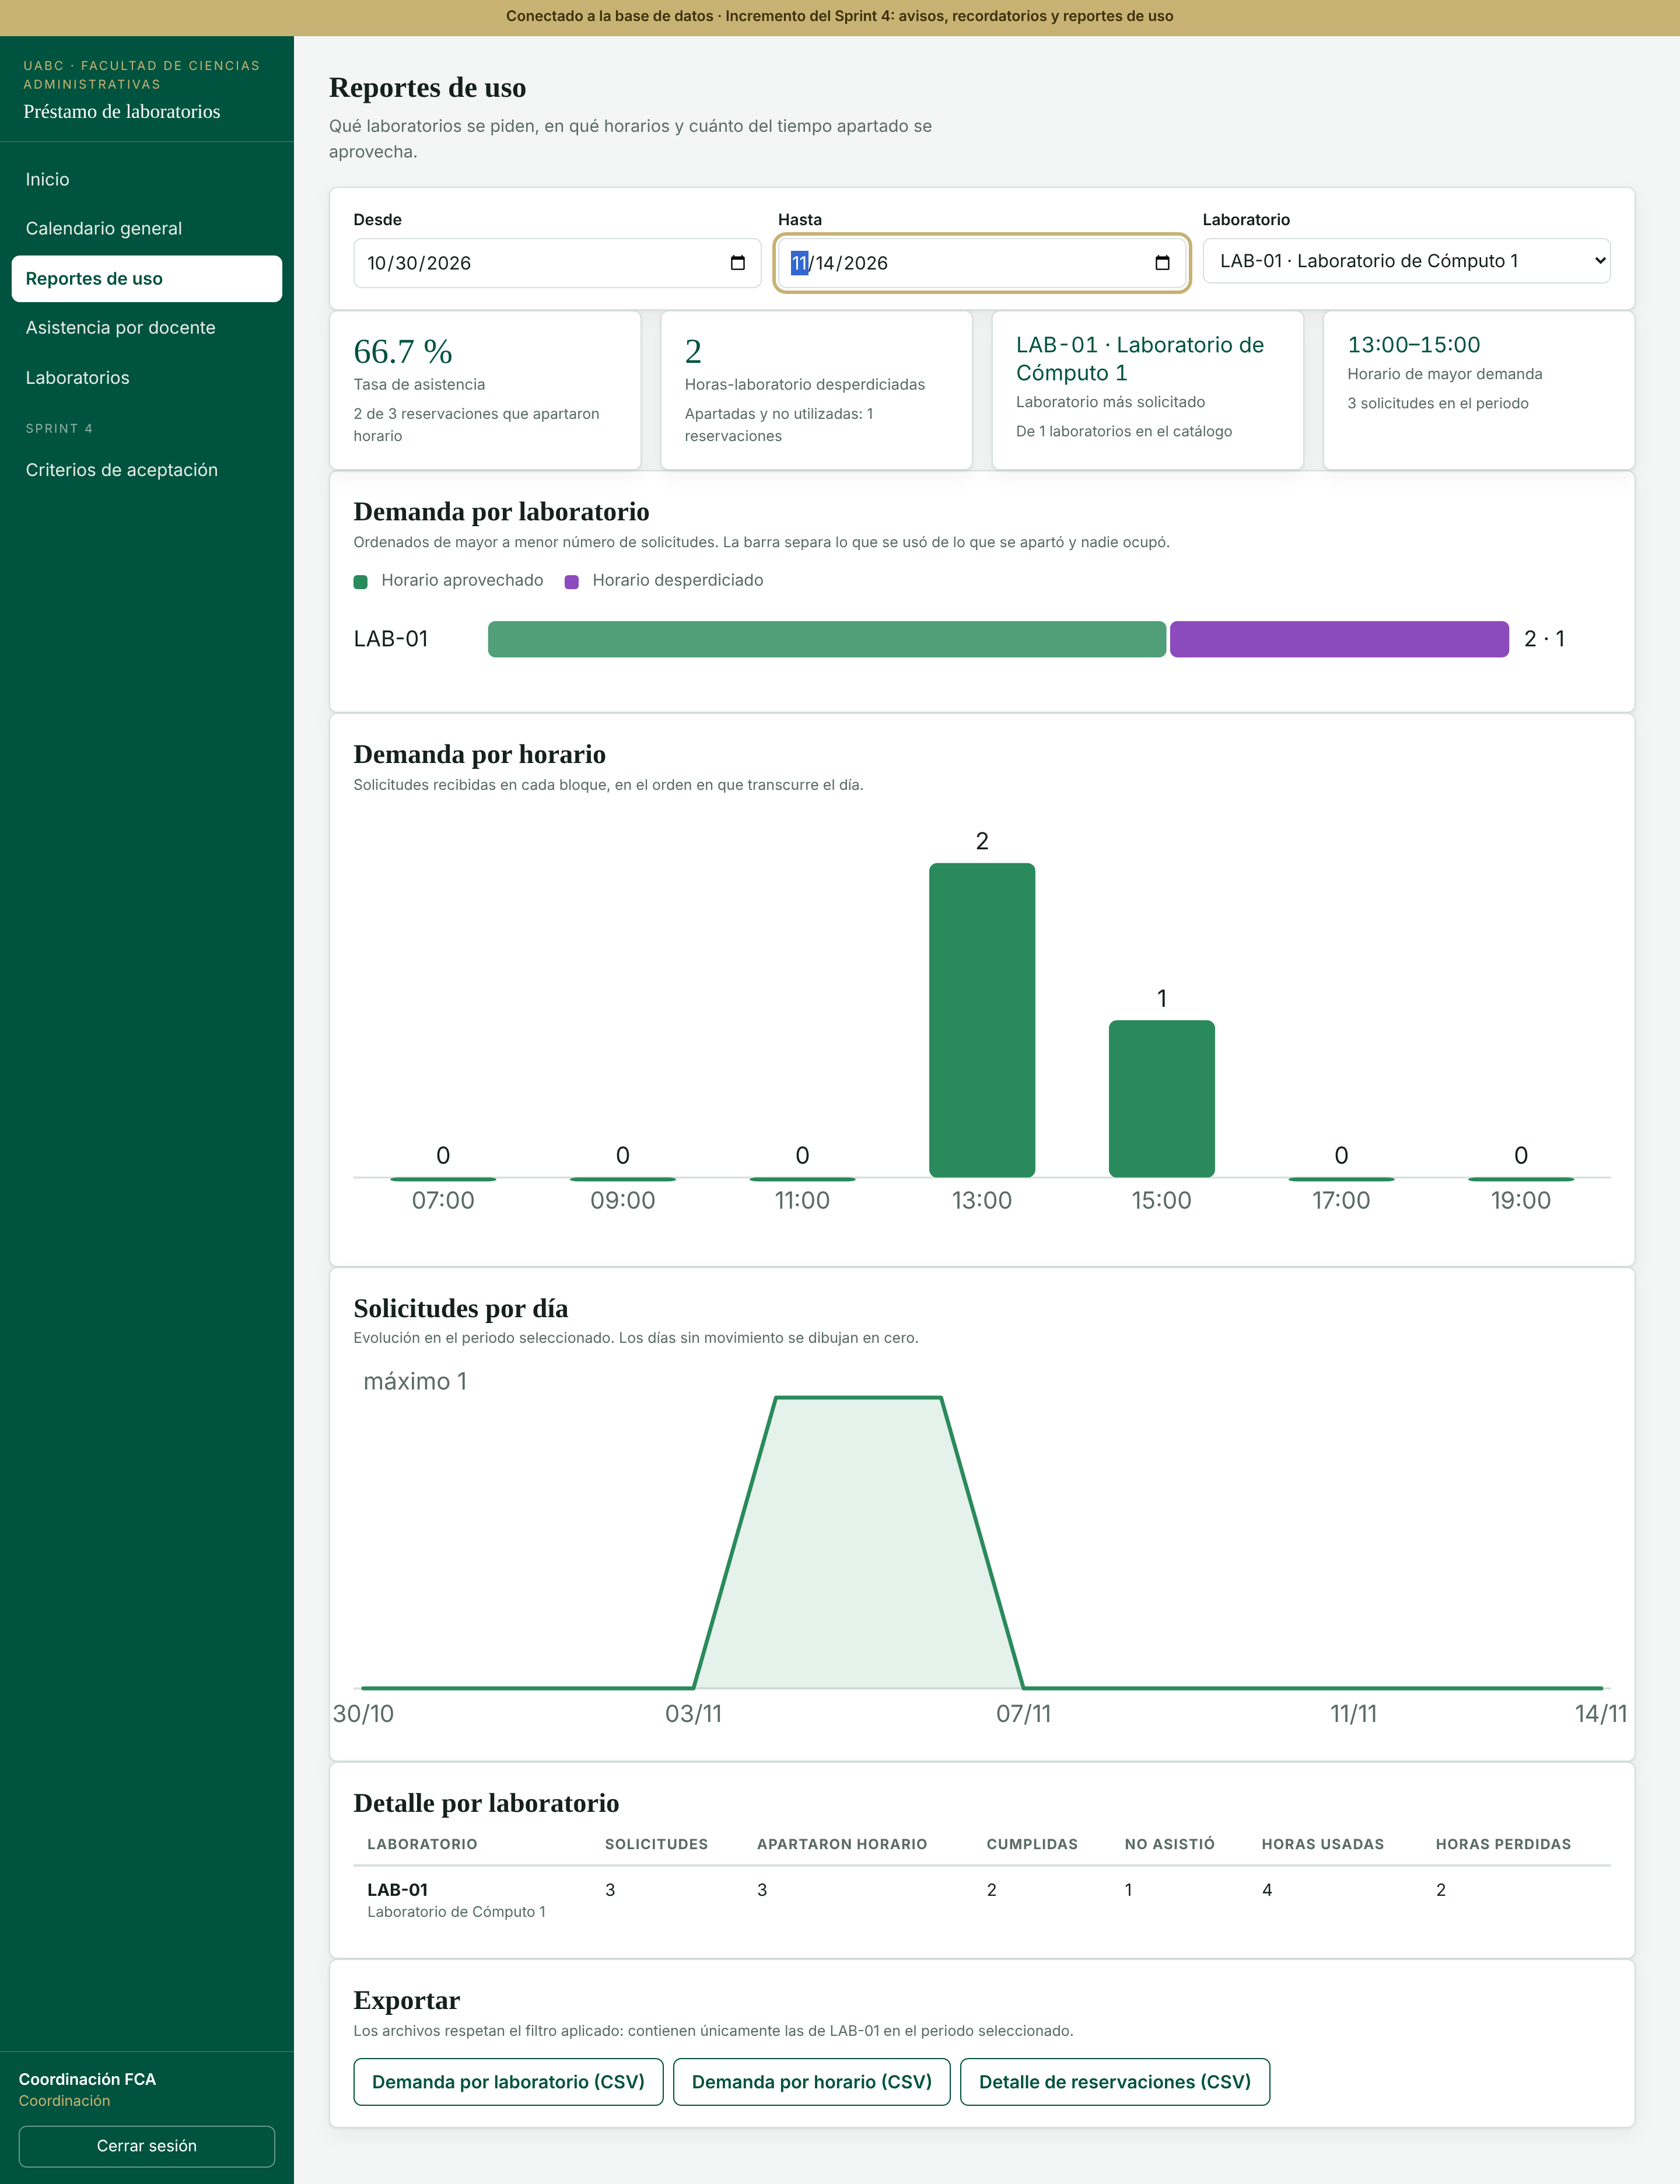 Conectado a la base de datos · Incremento del Sprint 4: avisos, recordatorios y reportes de uso
UABC · FACULTAD DE CIENCIAS
ADMINISTRATIVAS
Préstamo de laboratorios
Inicio
Calendario general
Reportes de uso
Asistencia por docente
Laboratorios
SPRINT 4
Criterios de aceptación
Coordinación FCA
Coordinación
Cerrar sesión
Reportes de uso
Qué laboratorios se piden, en qué horarios y cuánto del tiempo apartado se
aprovecha.
Desde
10/30/2026
Hasta
11/14/2026
Laboratorio
LAB-01 · Laboratorio de Cómputo 1
66.7 %
Tasa de asistencia
2 de 3 reservaciones que apartaron
horario
2
Horas-laboratorio desperdiciadas
Apartadas y no utilizadas: 1
reservaciones
LAB-01 · Laboratorio de
Cómputo 1
Laboratorio más solicitado
De 1 laboratorios en el catálogo
13:00–15:00
Horario de mayor demanda
3 solicitudes en el periodo
Demanda por laboratorio
Ordenados de mayor a menor número de solicitudes. La barra separa lo que se usó de lo que se apartó y nadie ocupó.
Horario aprovechado Horario desperdiciado
LAB-01 2 · 1
Demanda por horario
Solicitudes recibidas en cada bloque, en el orden en que transcurre el día.
0 0 0 2 1 0 0
07:00 09:00 11:00 13:00 15:00 17:00 19:00
Solicitudes por día
Evolución en el periodo seleccionado. Los días sin movimiento se dibujan en cero.
máximo 1
30/10 03/11 07/11 11/11 14/11
Detalle por laboratorio
LABORATORIO SOLICITUDES APARTARON HORARIO CUMPLIDAS NO ASISTIÓ HORAS USADAS HORAS PERDIDAS
LAB-01 3 3 2 1 4 2
Laboratorio de Cómputo 1
Exportar
Los archivos respetan el filtro aplicado: contienen únicamente las de LAB-01 en el periodo seleccionado.
Demanda por laboratorio (CSV) Demanda por horario (CSV) Detalle de reservaciones (CSV)